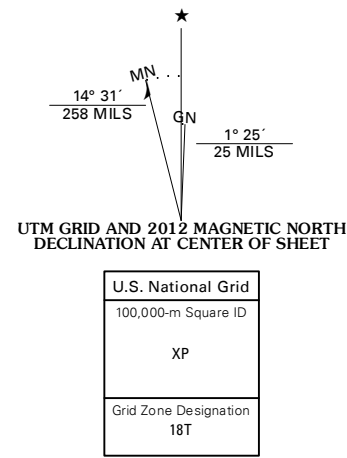 MN
GN
14° 31´
258 MILS
1° 25´
25 MILS
UTM GRID AND 2012 MAGNETIC NORTH
DECLINATION AT CENTER OF SHEET
U.S. National Grid
100,000-m Square ID
XP
Grid Zone Designation
18T